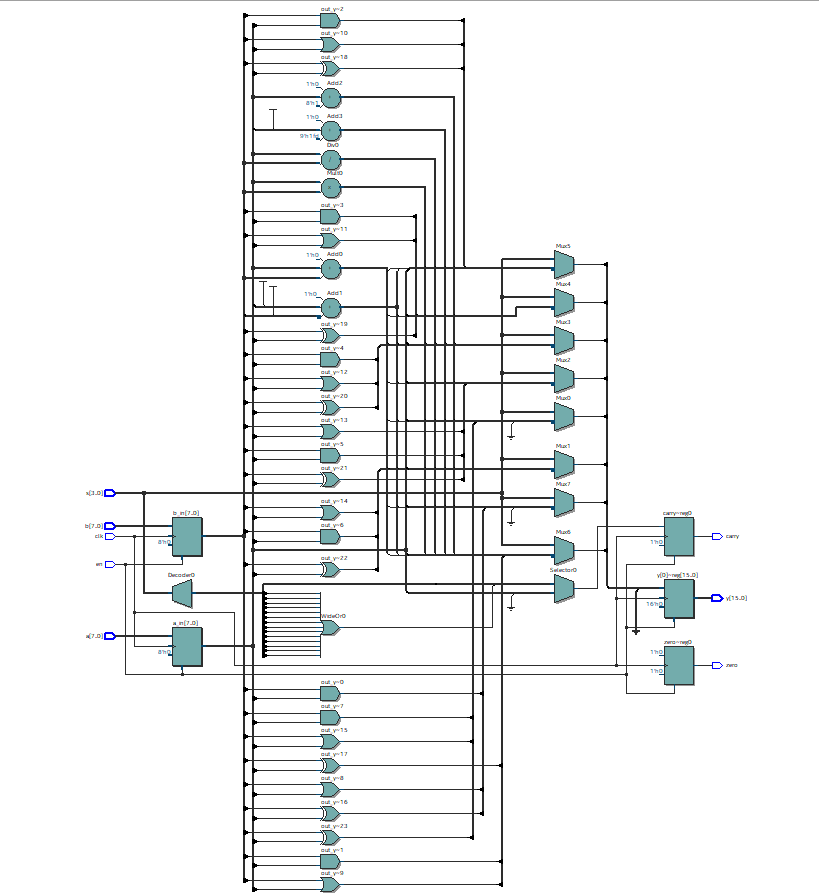 out_y~2
out_y~10
out_y~18
Add2
1'h0
8'h1
Add3
1'h0
Div0
Mult0
out_y~3
out_y~11
Add0
1'h0
Add1
1'h0
out_y~19
out_y~4
out_y~12
out_y~20
out_y~13
out_y~5
out_y~21
out_y~14
out_y~6
out_y~22
Mux5
Mux4
Mux3
Mux2
Mux0
Mux1
Mux7
Mux6
Selector0
s[3..0]
b[7..0]
clk
en
a[7..0]
b_in[7..0]
8'h0
Decoder0
a_in[7..0]
8'h0
WideOr0
carry~reg0
1'h0
carry
y[0]~reg[15..0]
16'h0
y[15..0]
zero~reg0
1'h0
1'h0
zero
out_y~0
out_y~7
out_y~15
out_y~17
out_y~8
out_y~16
out_y~23
out_y~1
out_y~9